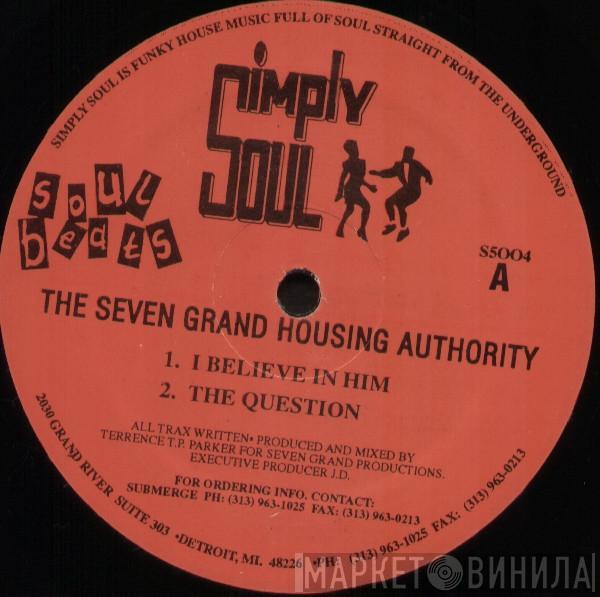 SIMPLY SOUL IS FUNKY HOUSE MUSIC FULL OF SOUL STRAIGHT FROM THE UNDERGROUND
Simply
Soul
soul
beats
S5004
A
THE SEVEN GRAND HOUSING AUTHORITY
1. I BELIEVE IN HIM
2. THE QUESTION
ALL TRAX WRITTEN• PRODUCED AND MIXED BY
TERRENCE T.P. PARKER FOR SEVEN GRAND PRODUCTIONS.
EXECUTIVE PRODUCER J.D.
FOR ORDERING INFO. CONTACT:
SUBMERGE PH: (313) 963-1025 FAX: (313) 963-0213
2030 GRAND RIVER SUITE 303 •DETROIT, MI. 48226 •PH: (313) 963-1025 FAX: (313) 963-0213
МАРКЕТ ВИНИЛА